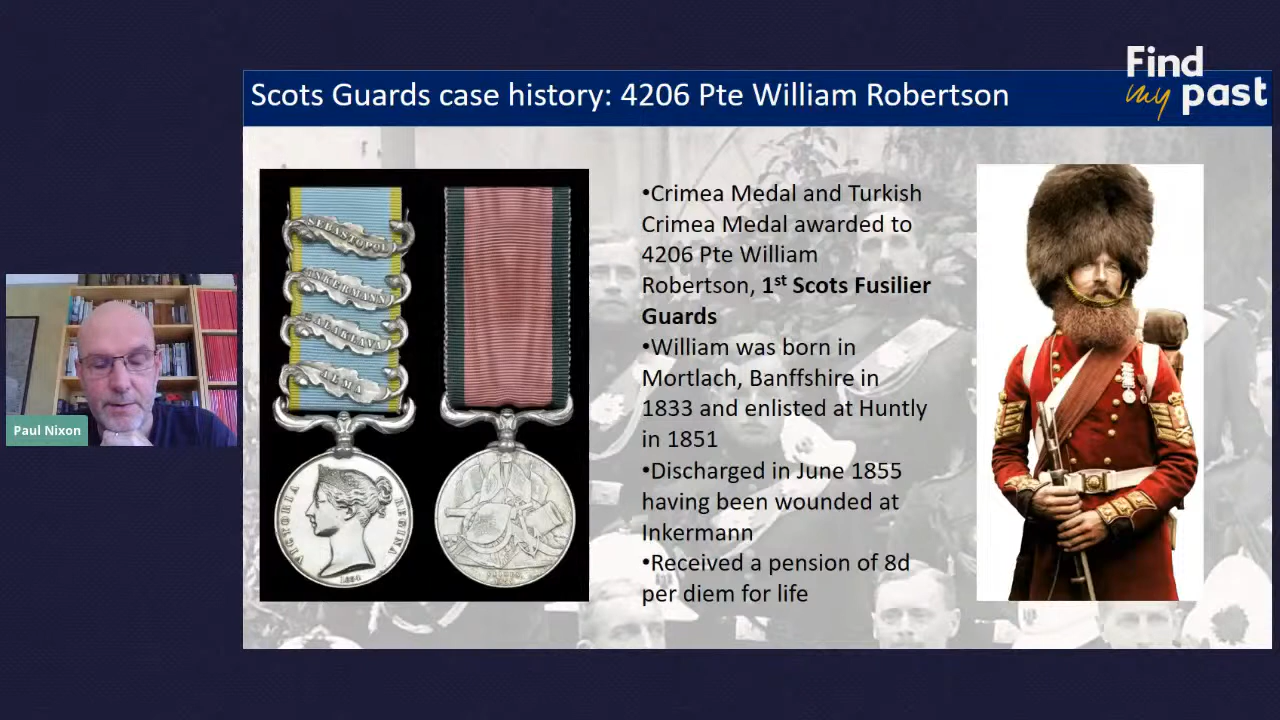 Find
my past
Scots Guards case history: 4206 Pte William Robertson
SEBASTOPOL
INKERMANN
BALAKLAVA
ALMA
VICTORIA REGINA
1854
•Crimea Medal and Turkish
Crimea Medal awarded to
4206 Pte William
Robertson, 1st Scots Fusilier
Guards
•William was born in
Mortlach, Banffshire in
1833 and enlisted at Huntly
in 1851
•Discharged in June 1855
having been wounded at
Inkermann
•Received a pension of 8d
per diem for life
Paul Nixon